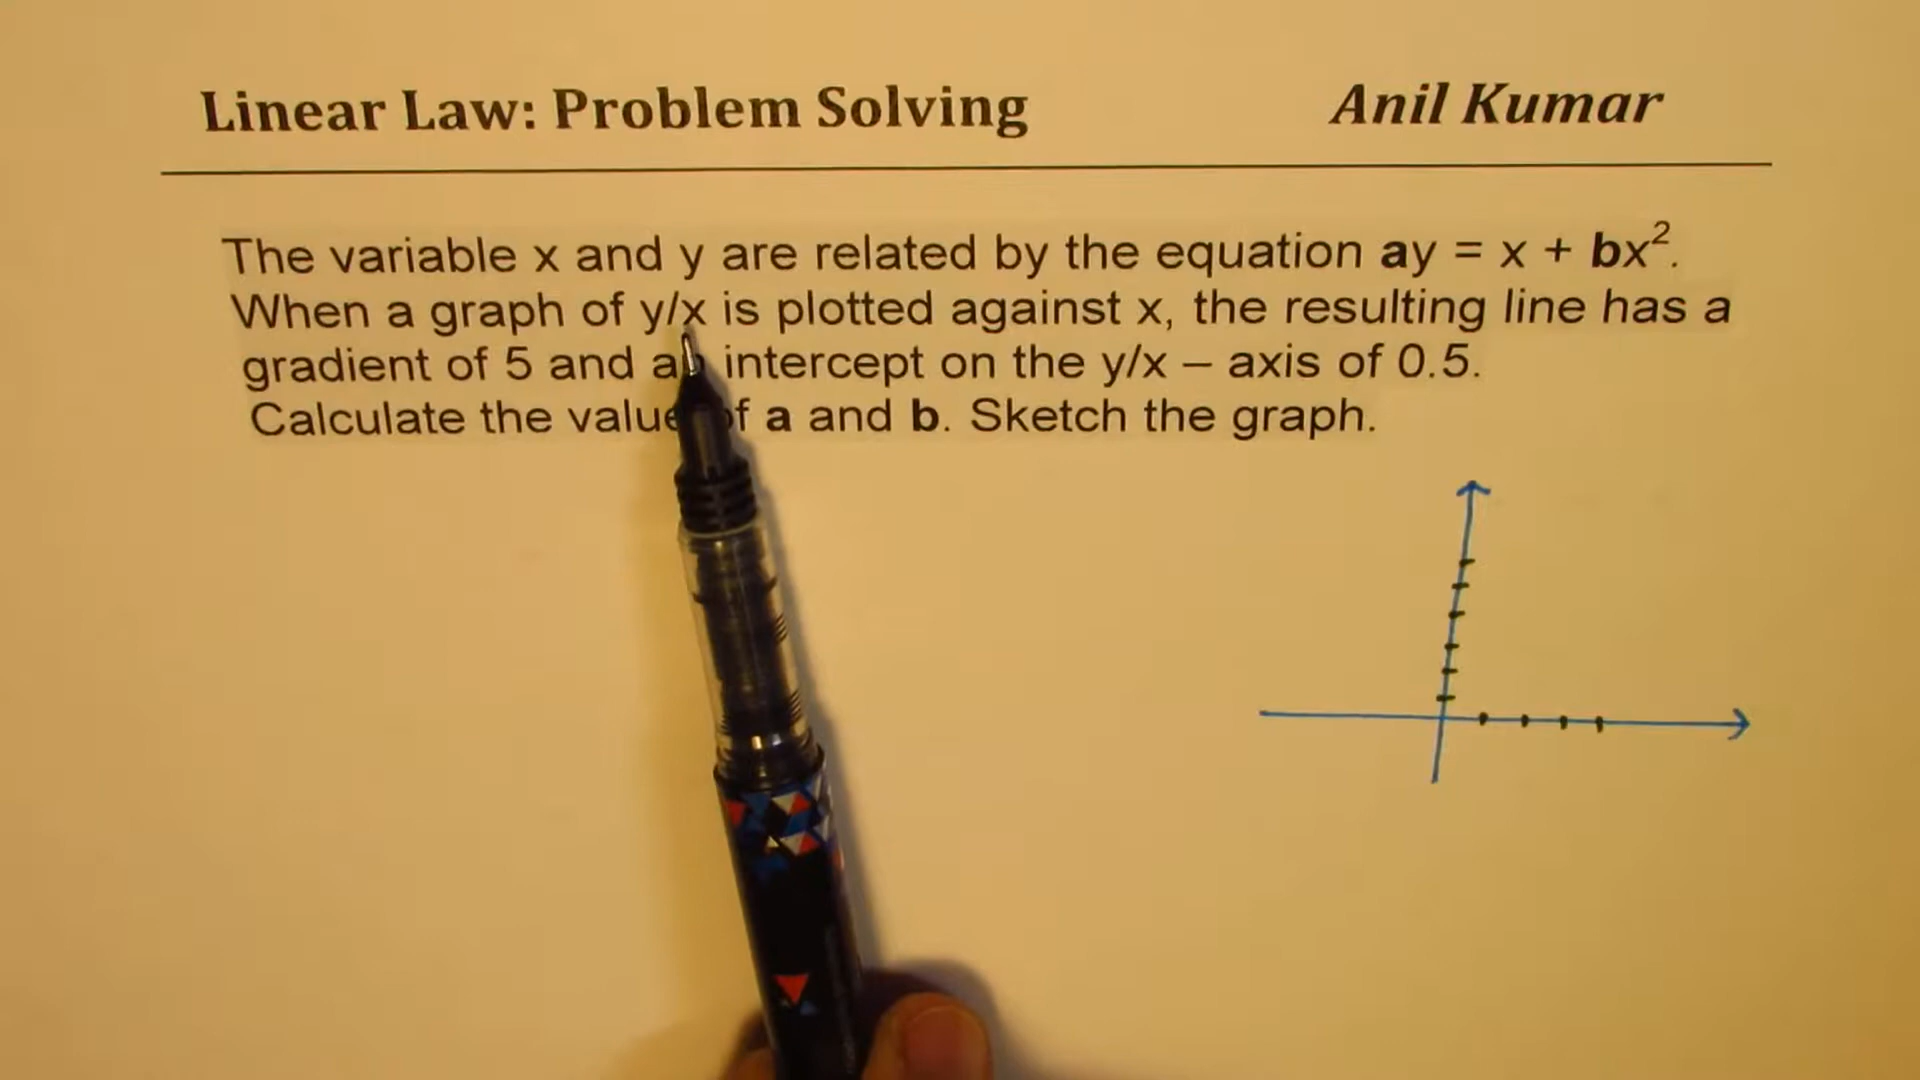 Linear Law: Problem Solving Anil Kumar
The variable x and y are related by the equation ay = x + bx².
When a graph of y/x is plotted against x, the resulting line has a
gradient of 5 and an intercept on the y/x – axis of 0.5.
Calculate the value of a and b. Sketch the graph.